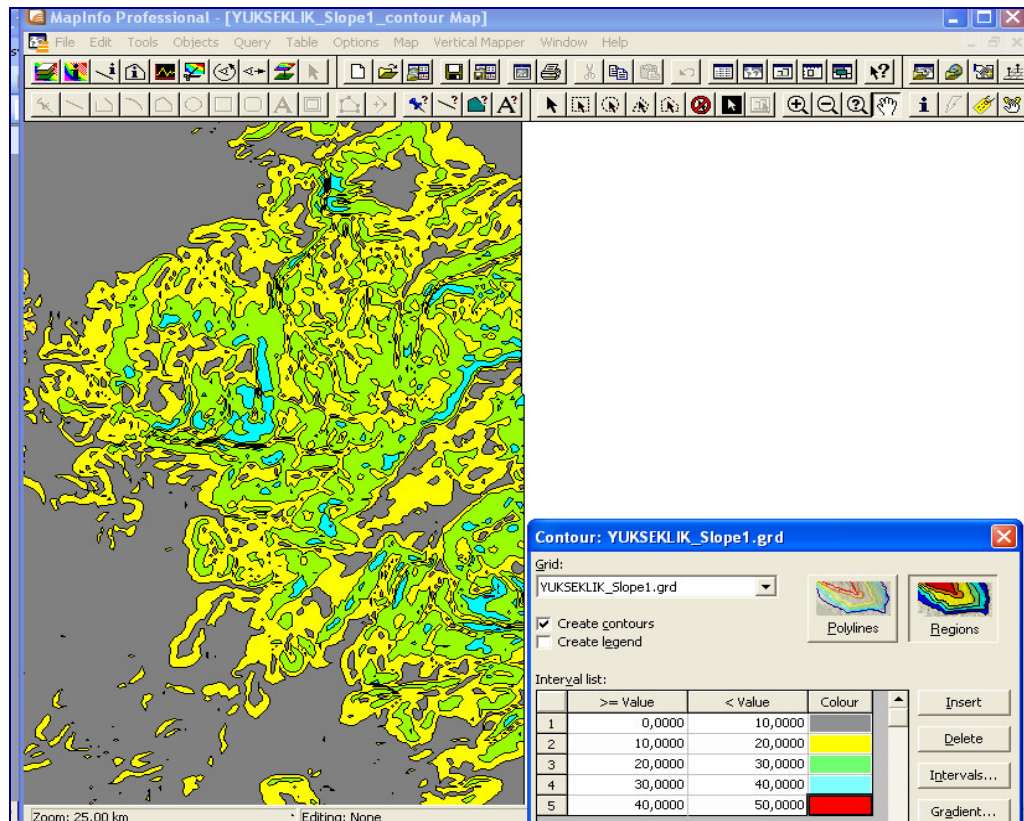 MapInfo Professional - [YUKSEKLIK_Slope1_contour Map]
File Edit Tools Objects Query Table Options Map Vertical Mapper Window Help
Contour: YUKSEKLIK_Slope1.grd
Grid:
YUKSEKLIK_Slope1.grd
Polylines
Regions
Create contours
Create legend
Interval list:
>= Value < Value Colour
1 0,0000 10,0000
2 10,0000 20,0000
3 20,0000 30,0000
4 30,0000 40,0000
5 40,0000 50,0000
Insert
Delete
Intervals...
Gradient...
Zoom: 25,00 km Editing: None